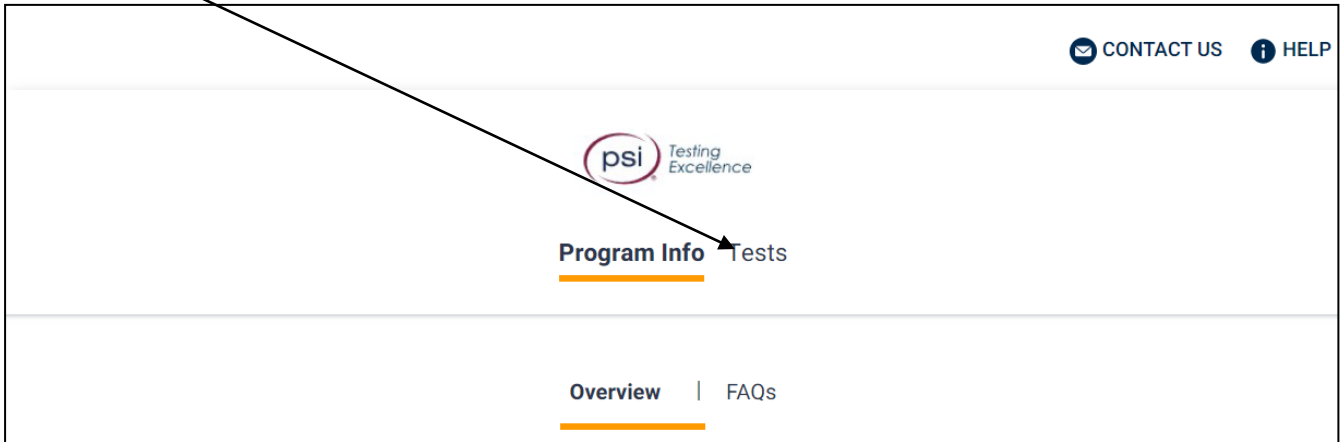 CONTACT US HELP
psi Testing
Excellence
Program Info Tests
Overview | FAQs